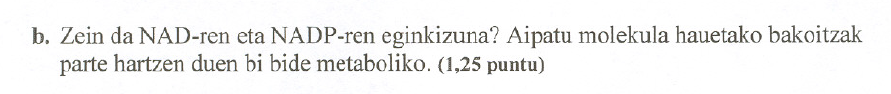 b. Zein da NAD-ren eta NADP-ren eginkizuna? Aipatu molekula hauetako bakoitzak
parte hartzen duen bi bide metaboliko. (1,25 puntu)